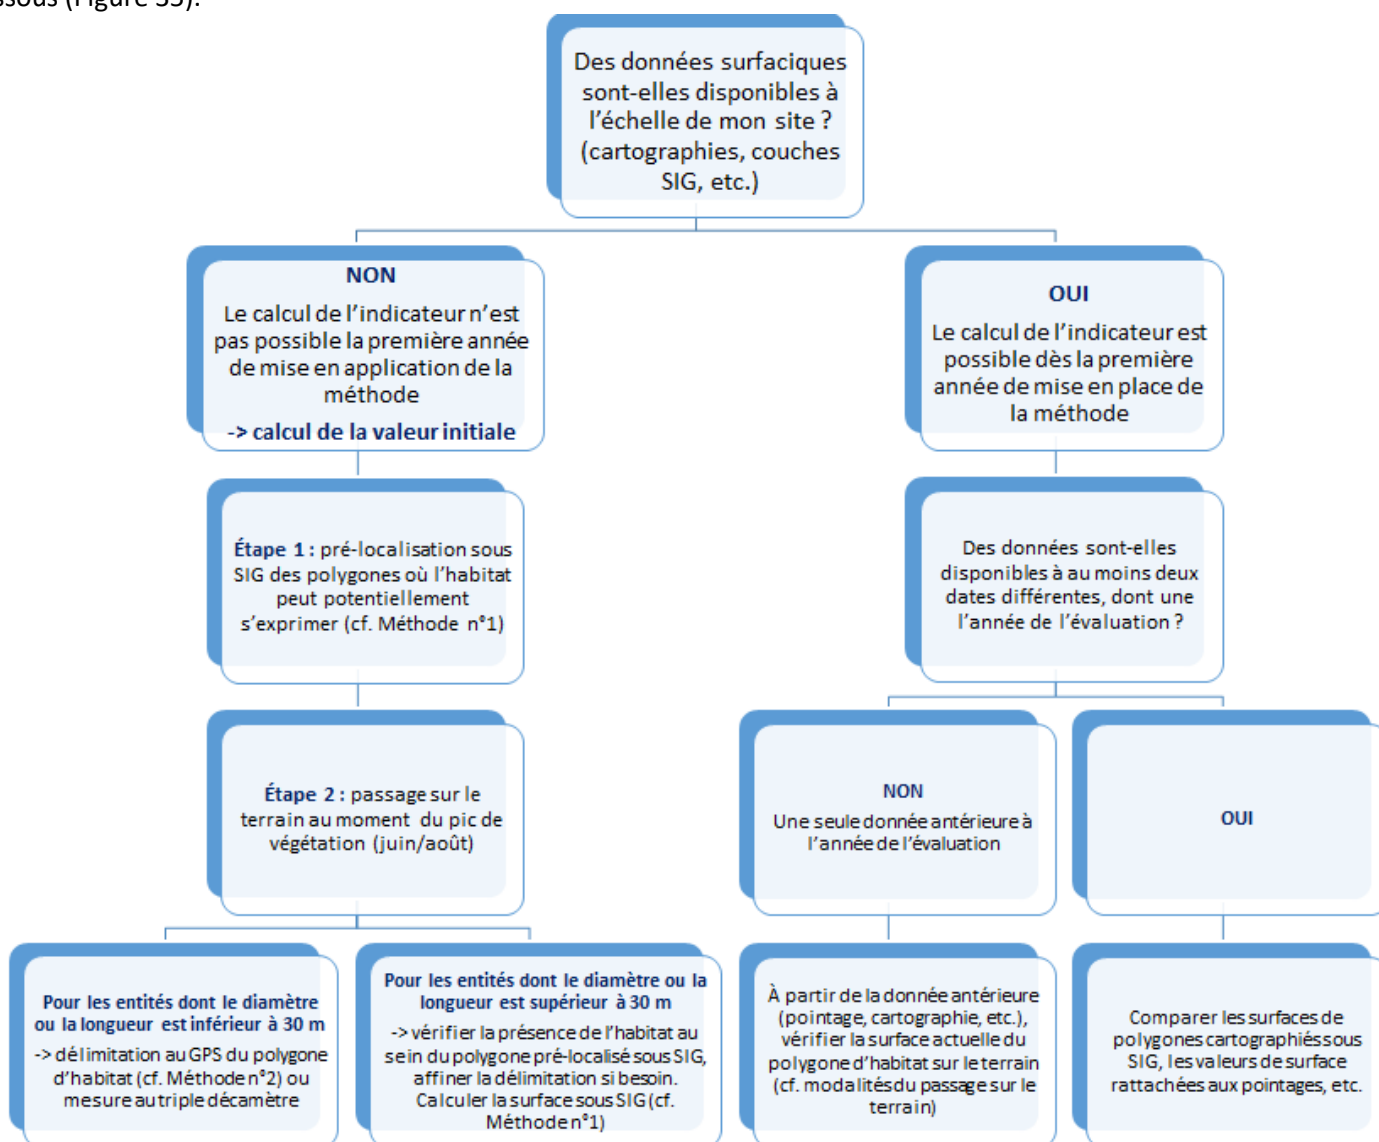 ssous (Figure 35).
Des données surfaciques
sont-elles disponibles à
l'échelle de mon site ?
(cartographies, couches
SIG, etc.)
NON
Le calcul de l'indicateur n'est
pas possible la première année
de mise en application de la
méthode
-> calcul de la valeur initiale
OUI
Le calcul de l'indicateur est
possible dès la première
année de mise en place de
la méthode
Étape 1 : pré-localisation sous
SIG des polygones où l'habitat
peut potentiellement
s'exprimer (cf. Méthode n°1)
Des données sont-elles
disponibles à au moins deux
dates différentes, dont une
l'année de l'évaluation ?
Étape 2 : passage sur le
terrain au moment du pic de
végétation (juin/août)
NON
Une seule donnée antérieure à
l'année de l'évaluation
OUI
Pour les entités dont le diamètre
ou la longueur est inférieur à 30 m
-> délimitation au GPS du polygone
d'habitat (cf. Méthode n°2) ou
mesure au triple décamètre
Pour les entités dont le diamètre ou la
longueur est supérieur à 30 m
-> vérifier la présence de l'habitat au
sein du polygone pré-localisé sous SIG,
affiner la délimitation si besoin.
Calculer la surface sous SIG (cf.
Méthode n°1)
À partir de la donnée antérieure
(pointage, cartographie, etc.),
vérifier la surface actuelle du
polygone d'habitat sur le terrain
(cf. modalités du passage sur le
terrain)
Comparer les surfaces de
polygones cartographiés sous
SIG, les valeurs de surface
rattachées aux pointages, etc.